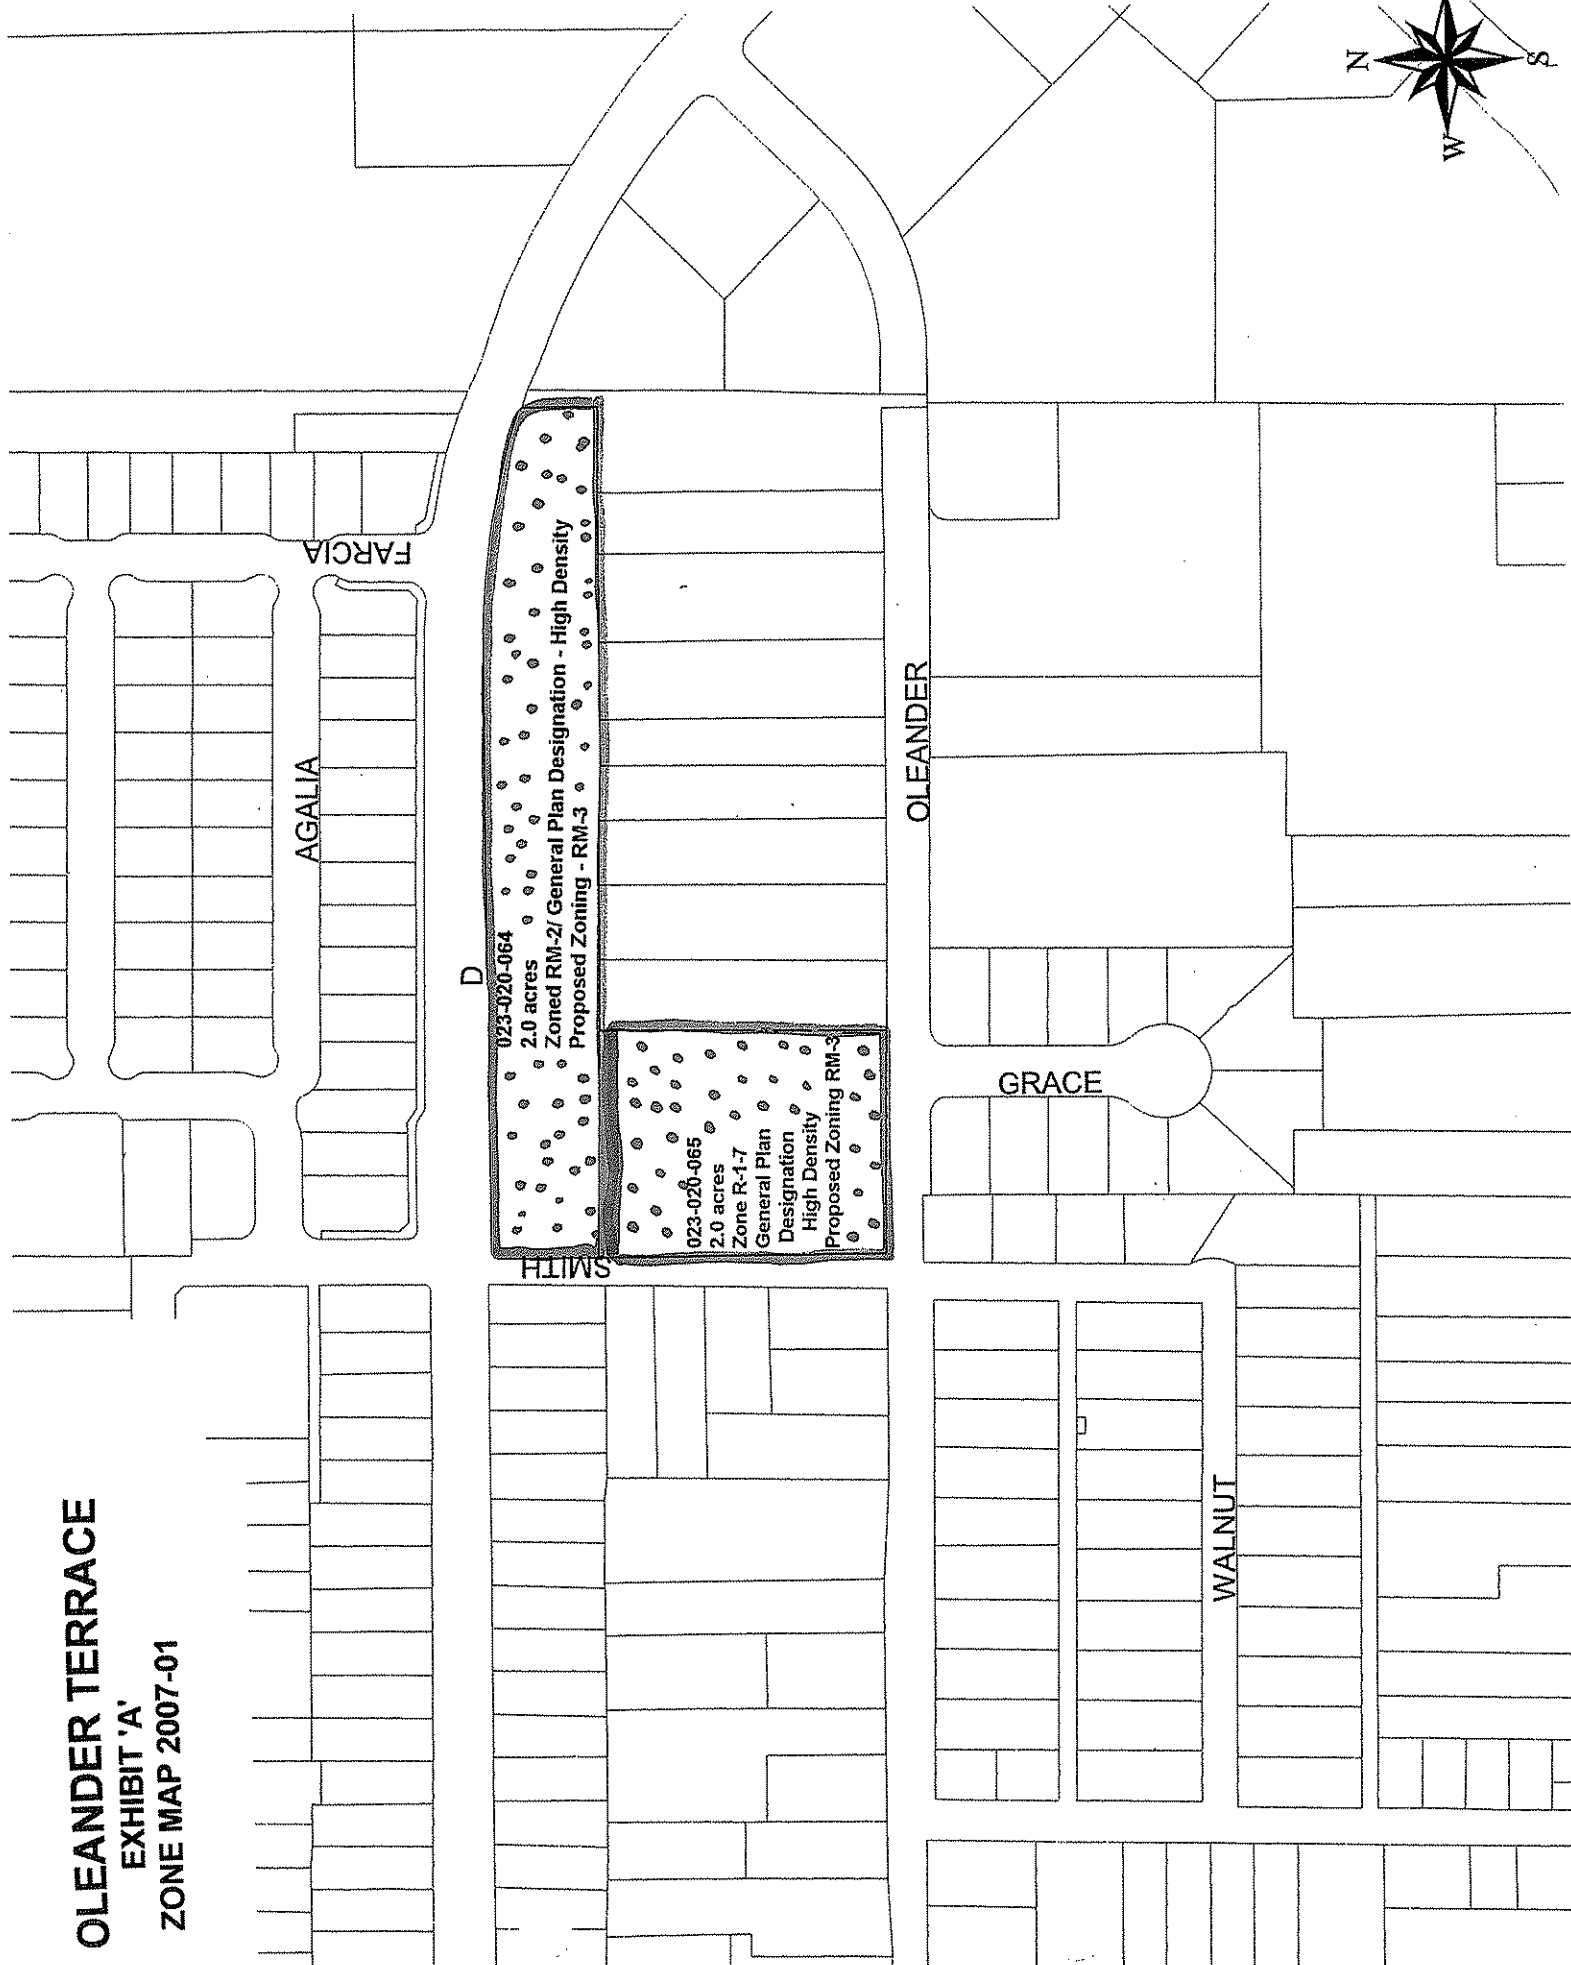 OLEANDER TERRACE
EXHIBIT 'A'
ZONE MAP 2007-01
FARCIA
AGALIA
D
023-020-064
2.0 acres
Zoned RM-2/ General Plan Designation - High Density
Proposed Zoning - RM-3
SMITH
023-020-065
2.0 acres
Zone R-1-7
General Plan
Designation
High Density
Proposed Zoning RM-3
OLEANDER
GRACE
WALNUT
N
S
W